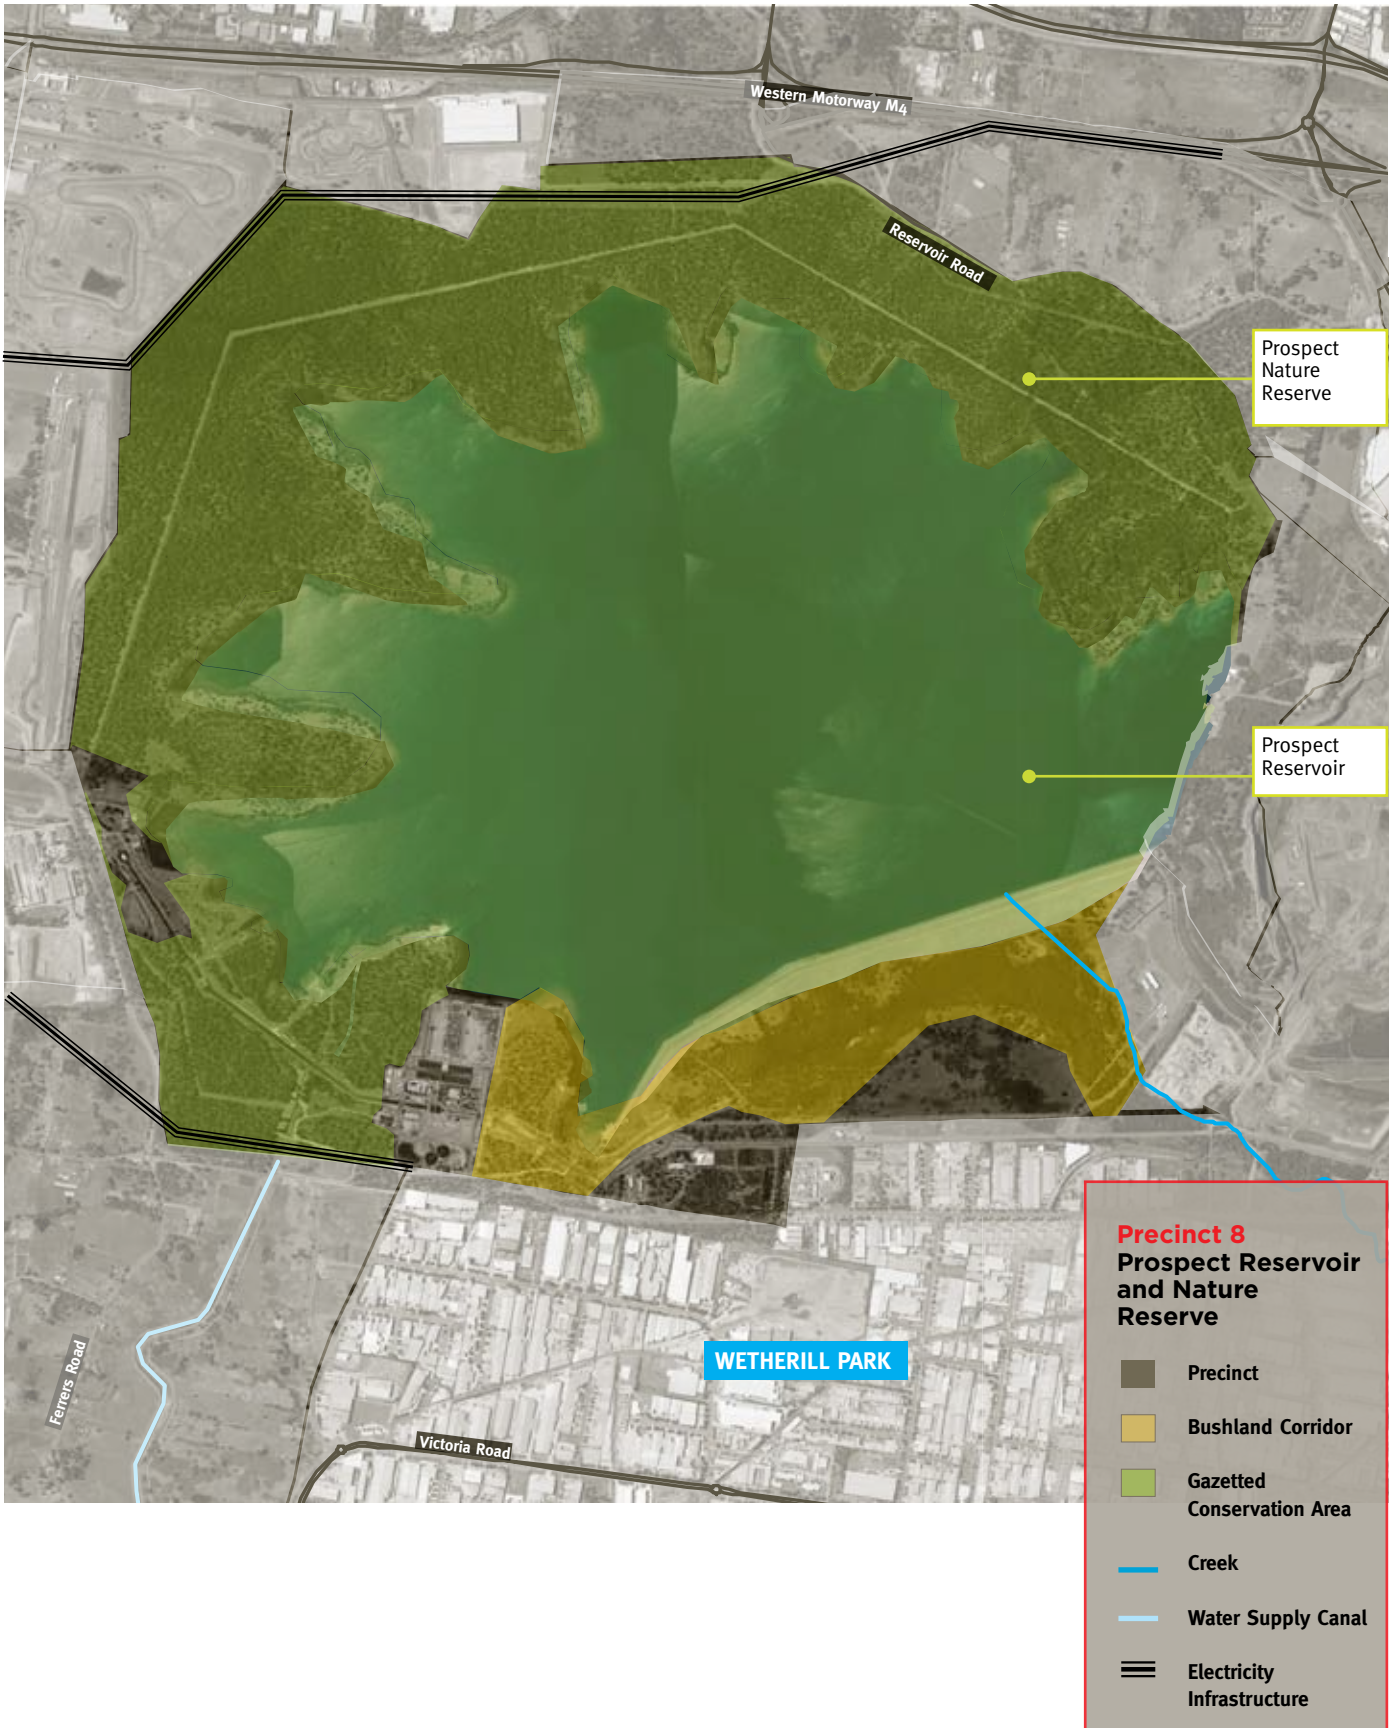 Western Motorway M4
Reservoir Road
Prospect
Nature
Reserve
Prospect
Reservoir
WETHERILL PARK
Ferrers Road
Victoria Road
Precinct 8
Prospect Reservoir
and Nature
Reserve
Precinct
Bushland Corridor
Gazetted
Conservation Area
Creek
Water Supply Canal
Electricity
Infrastructure